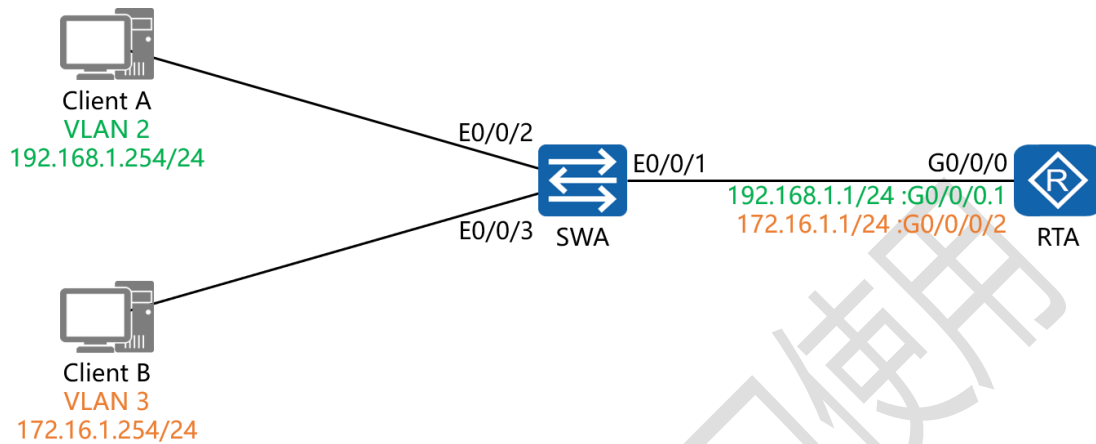 Client A
VLAN 2
192.168.1.254/24
E0/0/2
E0/0/3
SWA
E0/0/1
G0/0/0
192.168.1.1/24 :G0/0/0.1
172.16.1.1/24 :G0/0/0/2
R
RTA
Client B
VLAN 3
172.16.1.254/24
使用